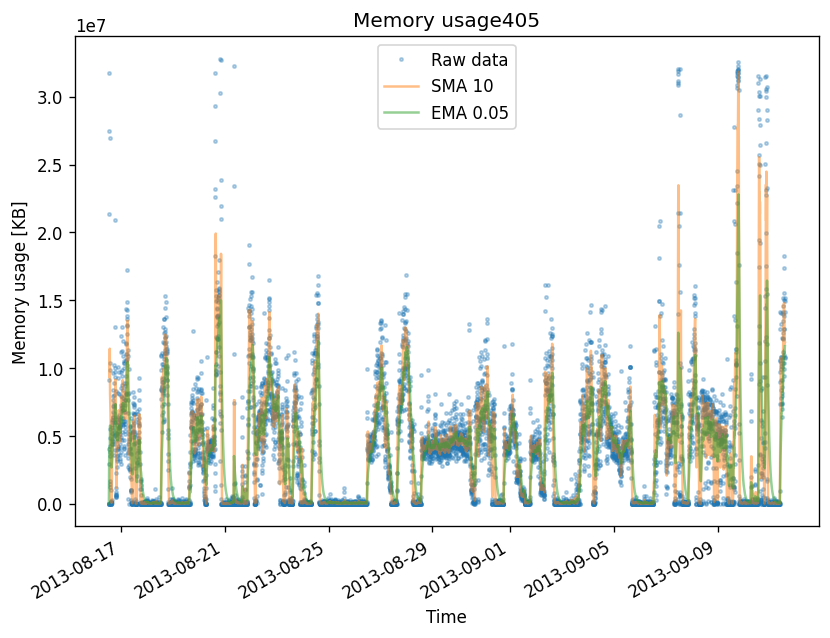 Memory usage405
1e7
Raw data
SMA 10
EMA 0.05
3.0
2.5
2.0
1.5
1.0
0.5
0.0
Memory usage [KB]
2013-08-17
2013-08-21
2013-08-25
2013-08-29
2013-09-01
2013-09-05
2013-09-09
Time